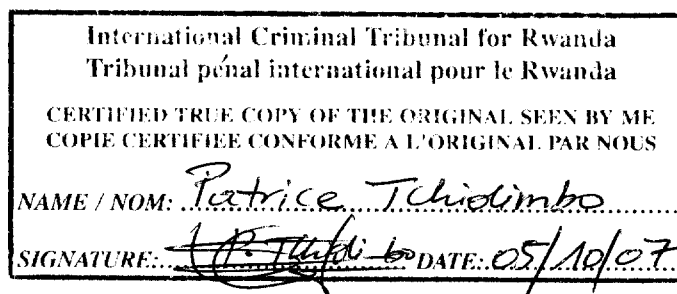 International Criminal Tribunal for Rwanda
Tribunal pénal international pour le Rwanda
CERTIFIED TRUE COPY OF THE ORIGINAL SEEN BY ME
COPIE CERTIFIEE CONFORME A L'ORIGINAL PAR NOUS
NAME / NOM: Patrice Tchidimbo
SIGNATURE: P. Tchidimbo DATE: 05/10/07